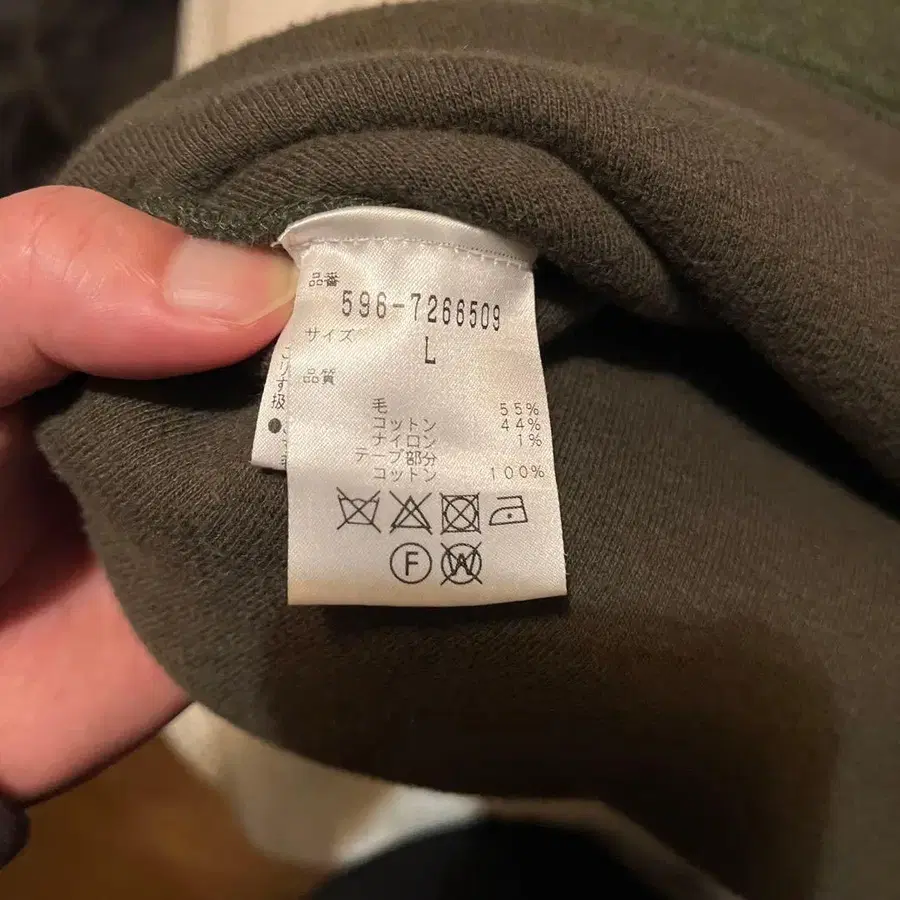 品番
596-7266509
サイズ
L
品質
毛 55%
コットン 44%
ナイロン 1%
テープ部分
コットン 100%
F
W